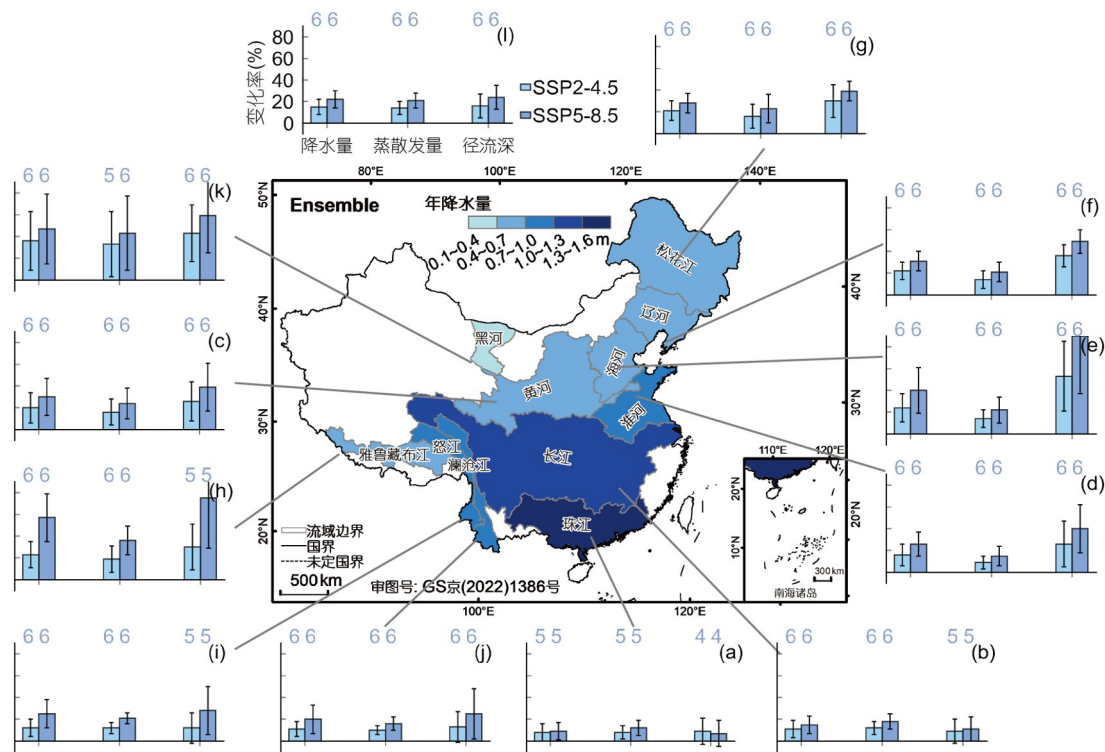 6 6 6 6 6 6 (l)
80
60
40
20
0
变化率(%)
降水量 蒸散发量 径流深
SSP2-4.5
SSP5-8.5
6 6 6 6 6 6
(g)
6 6 5 6 6 6
(k)
6 6 6 6 6 6
(c)
6 6 6 6 5 5
(h)
6 6 6 6 5 5
(i)
6 6 6 6 6 6
(j)
5 5 5 5 4 4
(a)
6 6 6 6 5 5
(b)
6 6 6 6 6 6
(f)
6 6 6 6 6 6
(e)
6 6 6 6 6 6
(d)
80°E 100°E 120°E 140°E
50°N
40°N
30°N
20°N
40°N
30°N
20°N
100°E 120°E
Ensemble
年降水量
0.1~0.4
0.4~0.7
0.7~1.0
1.0~1.3
1.3~1.6 m
松花江
辽河
海河
黑河
黄河
淮河
雅鲁藏布江
怒江
澜沧江
长江
珠江
流域边界
国界
未定国界
500 km
审图号: GS京(2022)1386号
110°E 120°E
20°N
10°N
300 km
南海诸岛